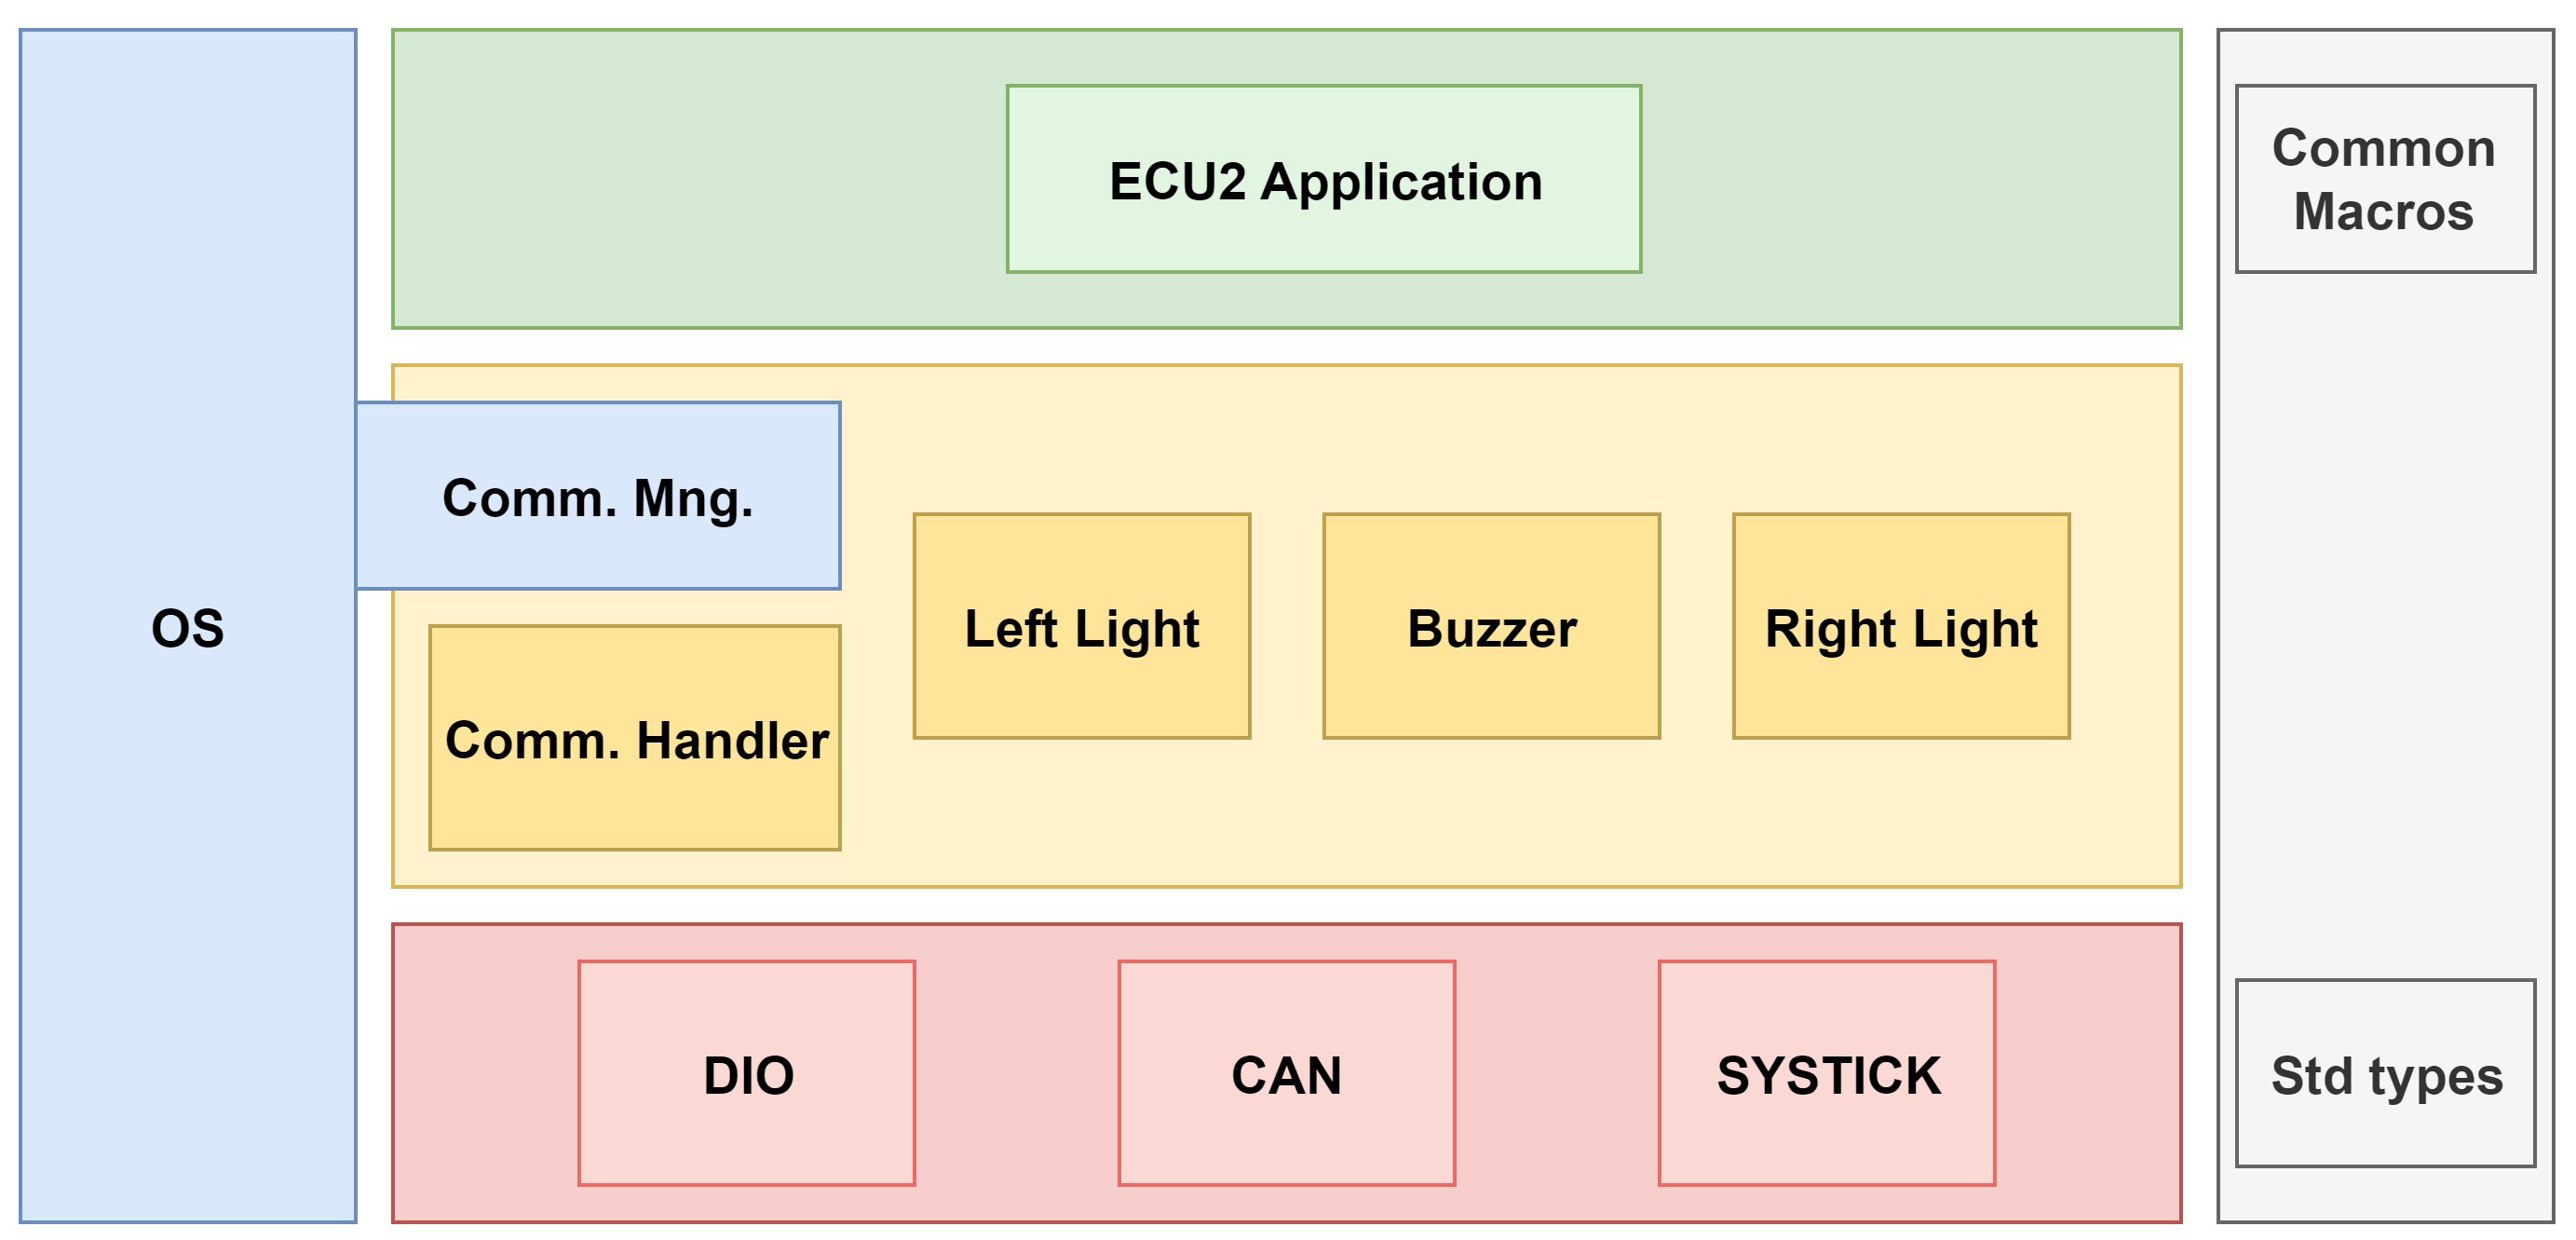 OS
ECU2 Application
Comm. Mng.
Comm. Handler
Left Light
Buzzer
Right Light
DIO
CAN
SYSTICK
Common
Macros
Std types